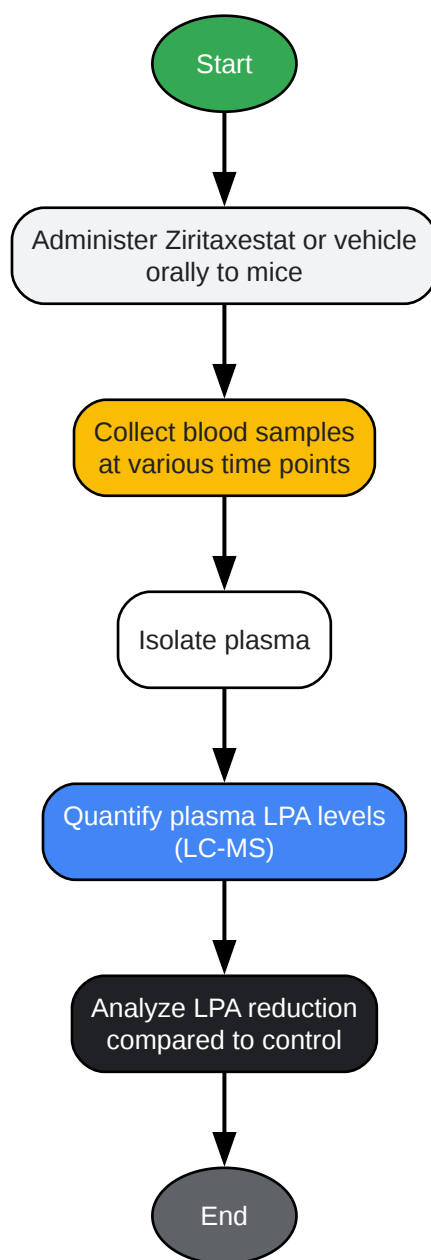 Start
Administer Ziritaxestat or vehicle
orally to mice
Collect blood samples
at various time points
Isolate plasma
Quantify plasma LPA levels
(LC-MS)
Analyze LPA reduction
compared to control
End